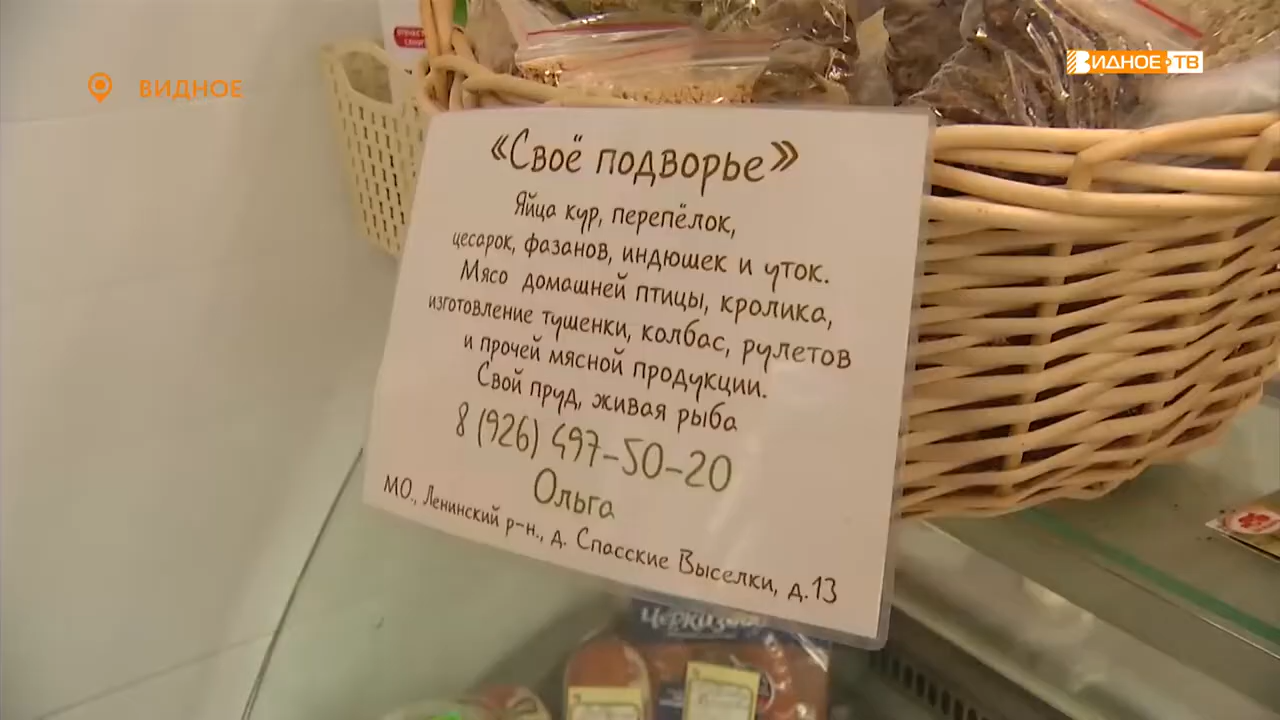 ВИДНОЕ
ВИДНОЕ ТВ
«Своё подворье»
Яйца кур, перепёлок,
цесарок, фазанов, индюшек и уток.
Мясо домашней птицы, кролика,
изготовление тушенки, колбас, рулетов
и прочей мясной продукции.
Свой пруд, живая рыба
8 (926) 497-50-20
Ольга
МО., Ленинский р-н., д. Спасские Выселки, д.13